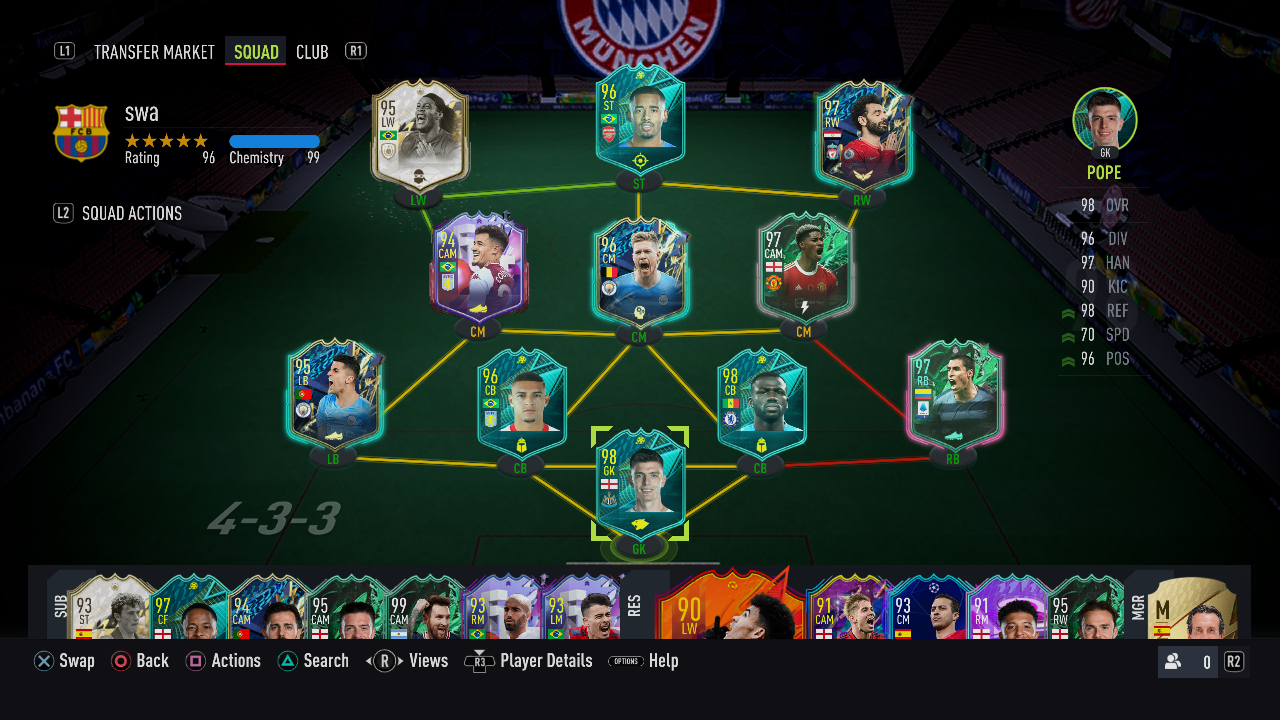 MÜNCHEN
L1 TRANSFER MARKET SQUAD CLUB R1
swa
Rating 96 Chemistry 99
L2 SQUAD ACTIONS
FCB
95 LW
96 ST
97 RW
LW
ST
RW
94 CAM
96 CM
97 CAM
CM
CM
CM
95 LB
96 CB
98 CB
97 RB
98 GK
LB
CB
CB
RB
GK
4-3-3
GK
POPE
98 OVR
96 DIV
97 HAN
90 KIC
98 REF
70 SPD
96 POS
SUB
93 ST
97 CF
94 CAM
95 CAM
99 CAM
93 RM
93 LM
RES
90 LW
91 CAM
93 CM
91 RM
95 RW
MGR
M
Swap Back Actions Search R Views R3 Player Details OPTIONS Help
0 R2